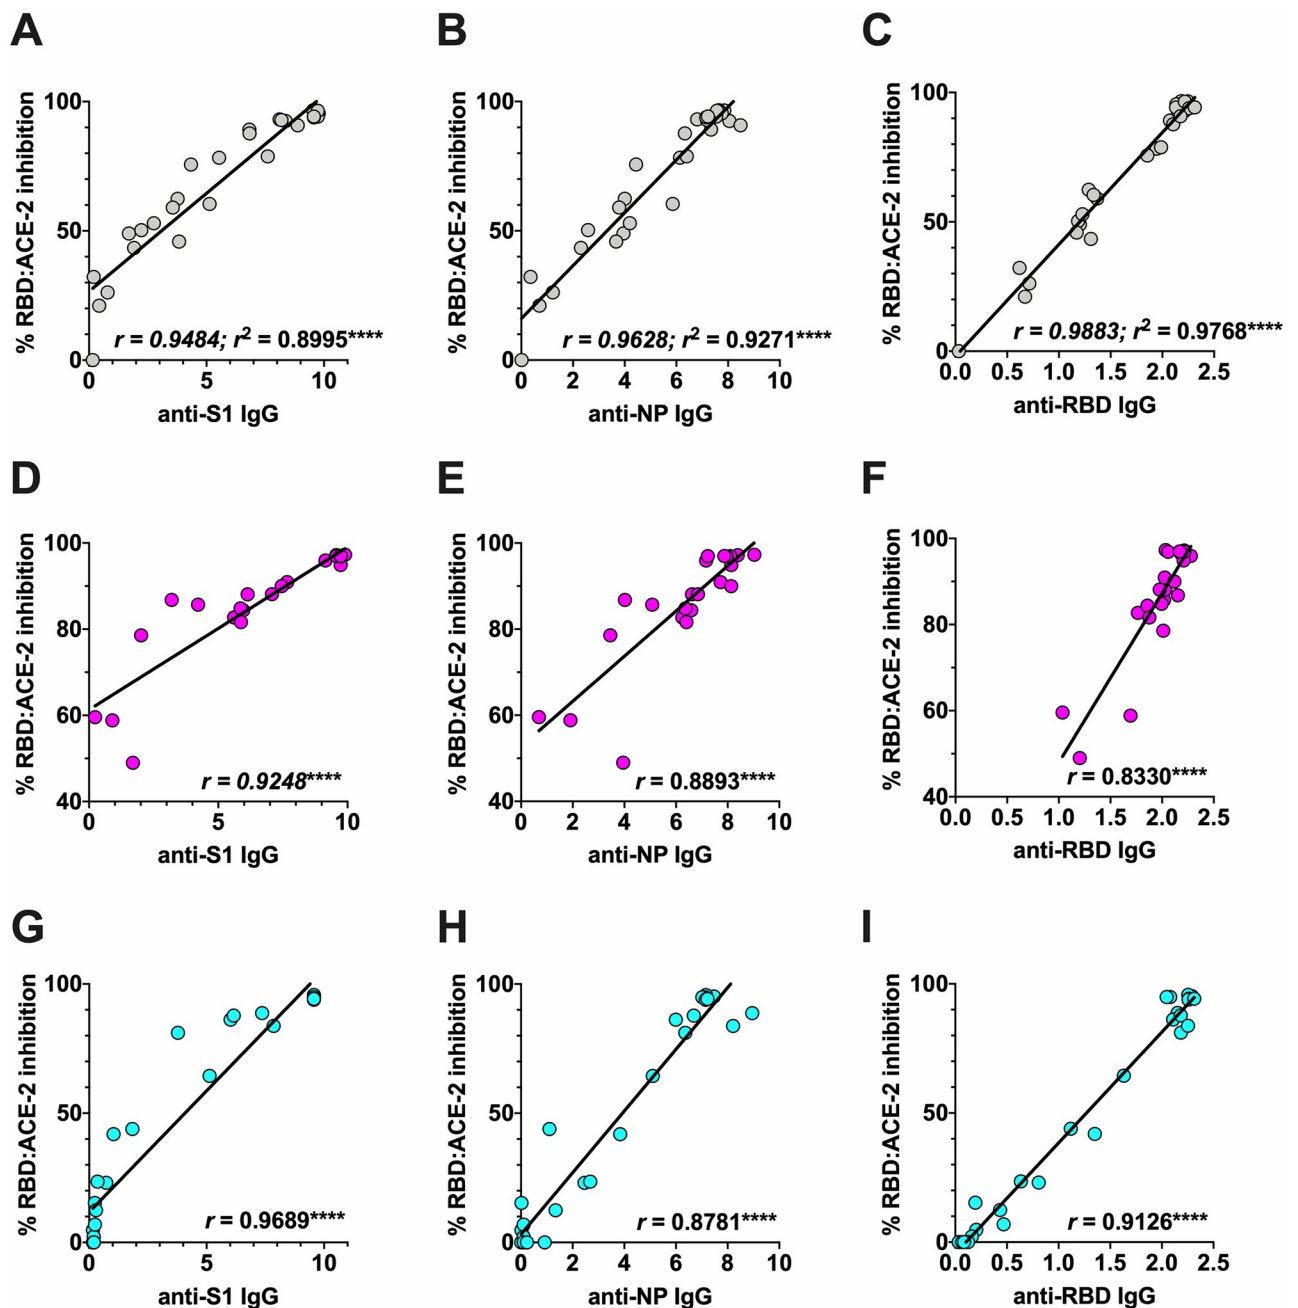 A
% RBD:ACE-2 inhibition
100
50
0
r = 0.9484; r² = 0.8995****
0 5 10
anti-S1 IgG
B
% RBD:ACE-2 inhibition
100
50
0
r = 0.9628; r² = 0.9271****
0 2 4 6 8 10
anti-NP IgG
C
% RBD:ACE-2 inhibition
100
50
0
r = 0.9883; r² = 0.9768****
0.0 0.5 1.0 1.5 2.0 2.5
anti-RBD IgG
D
% RBD:ACE-2 inhibition
100
80
60
40
r = 0.9248****
0 5 10
anti-S1 IgG
E
% RBD:ACE-2 inhibition
100
80
60
40
r = 0.8893****
0 2 4 6 8 10
anti-NP IgG
F
% RBD:ACE-2 inhibition
100
80
60
40
r = 0.8330****
0.0 0.5 1.0 1.5 2.0 2.5
anti-RBD IgG
G
% RBD:ACE-2 inhibition
100
50
0
r = 0.9689****
0 5 10
anti-S1 IgG
H
% RBD:ACE-2 inhibition
100
50
0
r = 0.8781****
0 2 4 6 8 10
anti-NP IgG
I
% RBD:ACE-2 inhibition
100
50
0
r = 0.9126****
0.0 0.5 1.0 1.5 2.0 2.5
anti-RBD IgG